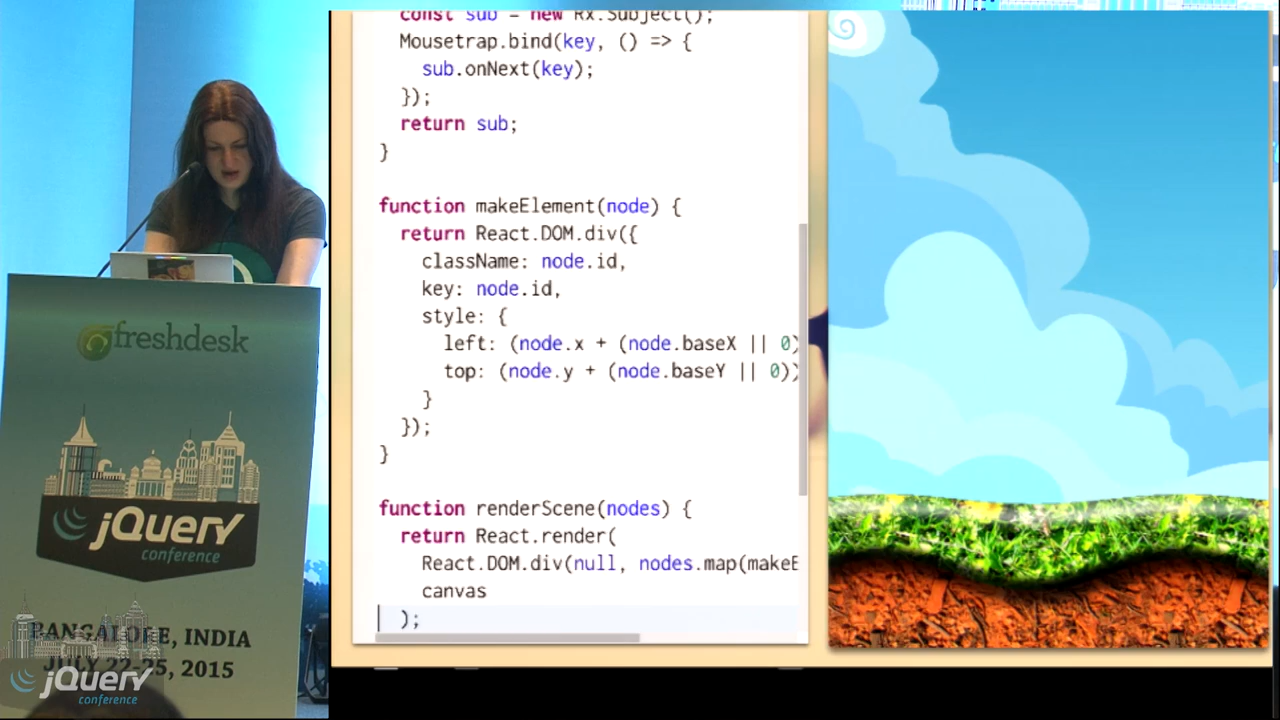 const sub = new Rx.Subject();
Mousetrap.bind(key, () => {
sub.onNext(key);
});
return sub;
}
function makeElement(node) {
return React.DOM.div({
className: node.id,
key: node.id,
style: {
left: (node.x + (node.baseX || 0)
top: (node.y + (node.baseY || 0))
}
});
}
function renderScene(nodes) {
return React.render(
React.DOM.div(null, nodes.map(makeE
canvas
);
freshdesk
jQuery
conference
BANGALORE, INDIA
JULY 22-25, 2015
jQuery
conference